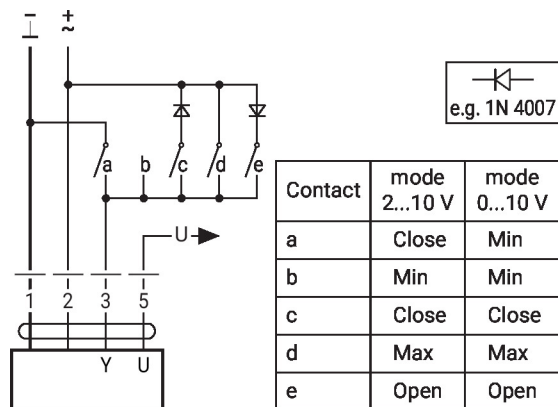 − +
⊥ ~
e.g. 1N 4007
a b c d e
U
1 2 3 5
Y U
Contact mode 2...10 V mode 0...10 V
a Close Min
b Min Min
c Close Close
d Max Max
e Open Open